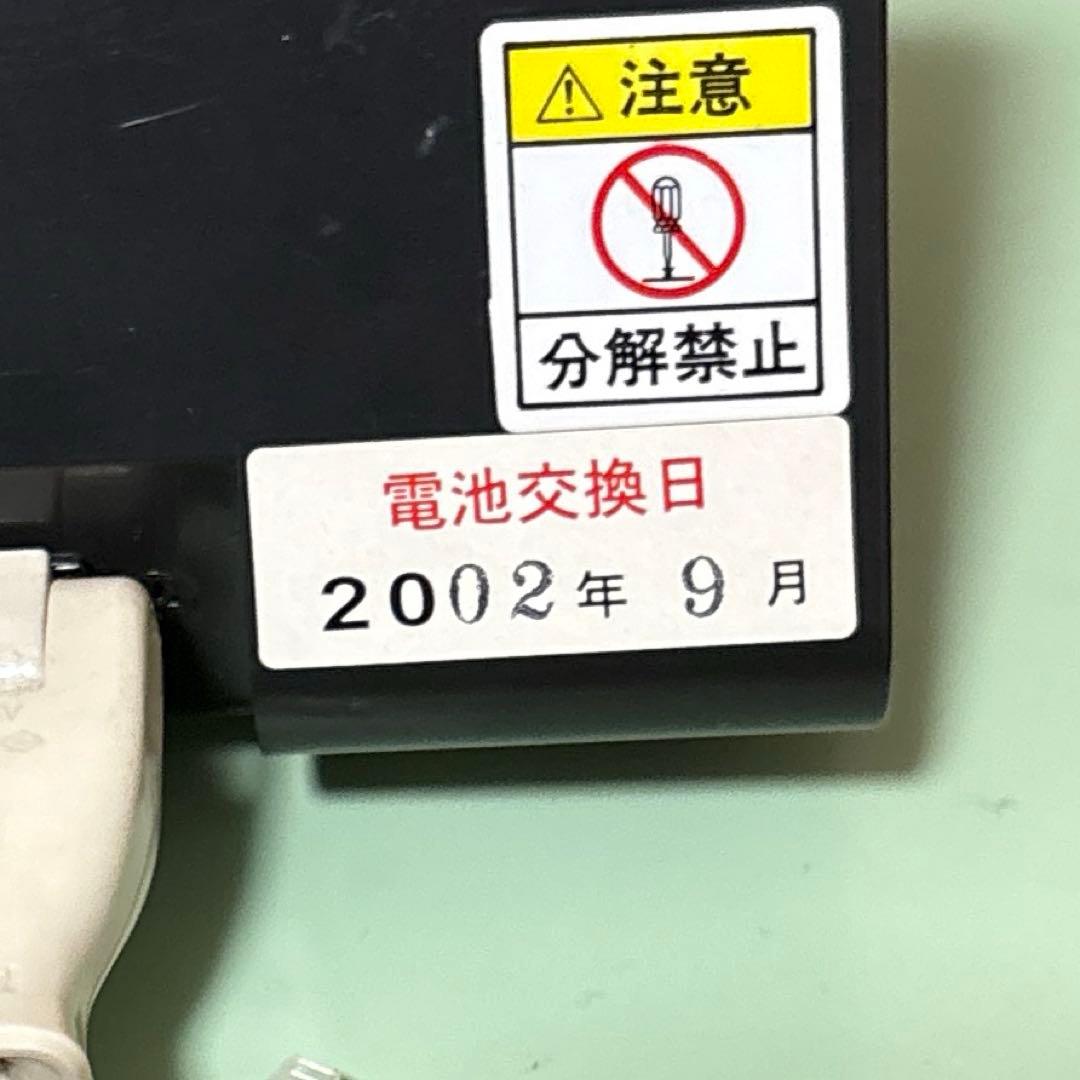 注意
分解禁止
電池交換日
2002年 9月